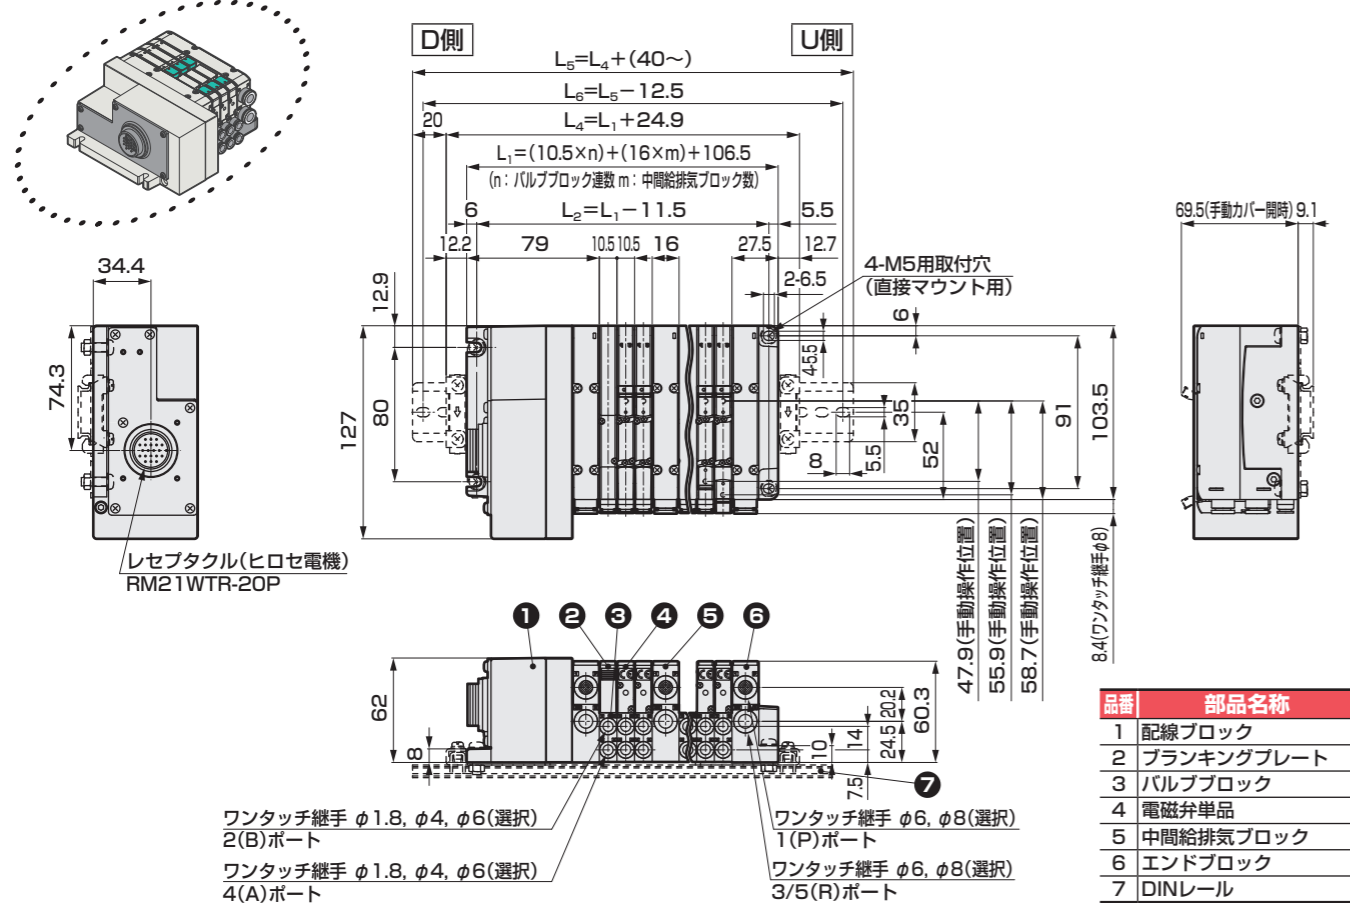 D側
U側
L5=L4+(40～)
L6=L5−12.5
20
L4=L1+24.9
L1=(10.5×n)+(16×m)+106.5
(n：バルブブロック連数 m：中間給排気ブロック数)
6
L2=L1−11.5
5.5
12.2
79
10.5
10.5
16
27.5
12.7
2-6.5
4-M5用取付穴
(直接マウント用)
69.5(手動カバー開時)
9.1
34.4
74.3
12.9
127
80
4-5.5
6
35
8
5.5
52
91
103.5
47.9(手動操作位置)
55.9(手動操作位置)
58.7(手動操作位置)
8.4(ワンタッチ継手φ8)
レセプタクル(ヒロセ電機)
RM21WTR-20P
1
2
3
4
5
6
62
8
20.2
60.3
14
24.5
10
7.5
7
ワンタッチ継手 φ1.8, φ4, φ6(選択)
2(B)ポート
ワンタッチ継手 φ1.8, φ4, φ6(選択)
4(A)ポート
ワンタッチ継手 φ6, φ8(選択)
1(P)ポート
ワンタッチ継手 φ6, φ8(選択)
3/5(R)ポート
品番 部品名称
1 配線ブロック
2 ブランキングプレート
3 バルブブロック
4 電磁弁単品
5 中間給排気ブロック
6 エンドブロック
7 DINレール